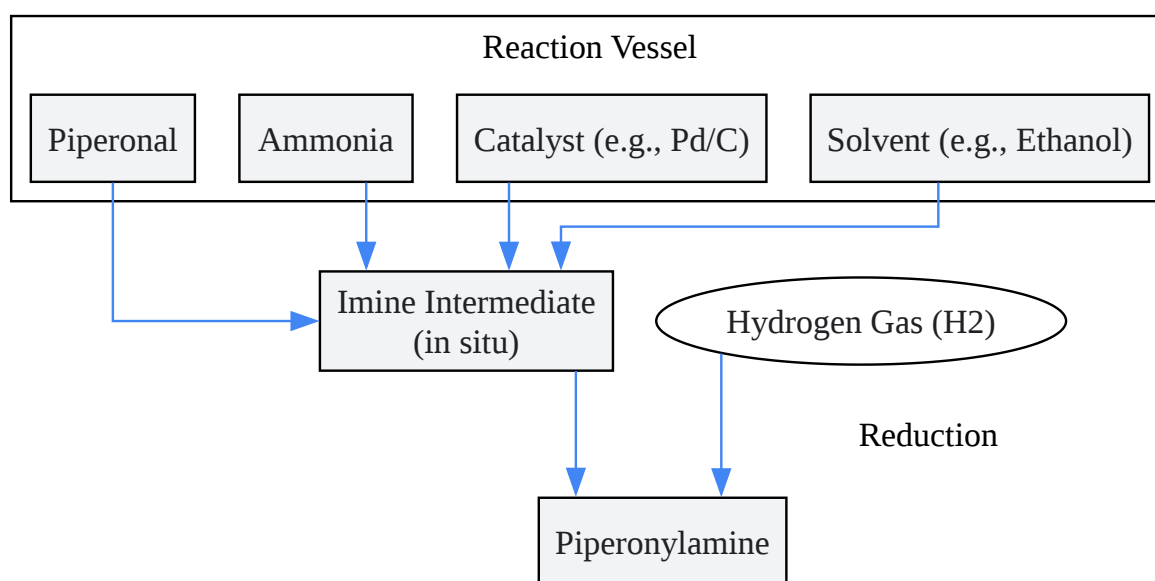 Reaction Vessel
Piperonal
Ammonia
Catalyst (e.g., Pd/C)
Solvent (e.g., Ethanol)
Imine Intermediate
(in situ)
Hydrogen Gas (H2)
Reduction
Piperonylamine